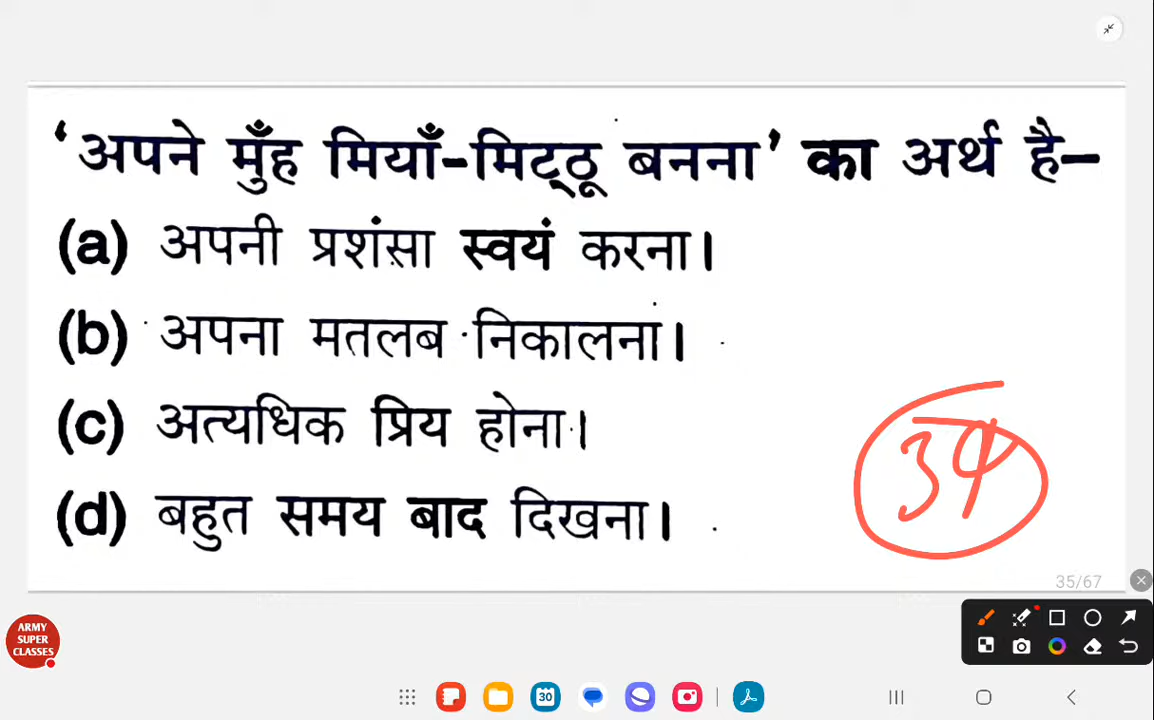 ‘अपने मुँह मियाँ-मिट्ठू बनना’ का अर्थ है–
(a) अपनी प्रशंसा स्वयं करना।
(b) अपना मतलब निकालना।
(c) अत्यधिक प्रिय होना।
(d) बहुत समय बाद दिखना।
34
35/67
ARMY
SUPER
CLASSES
30